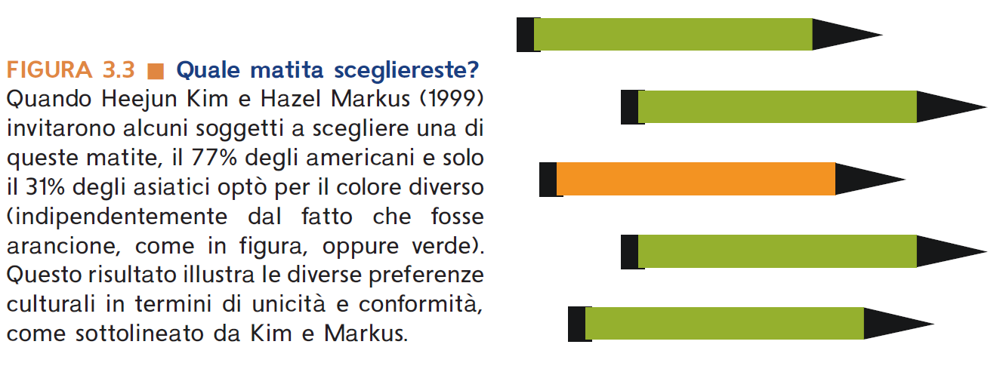 FIGURA 3.3 ■ Quale matita scegliereste?
Quando Heejun Kim e Hazel Markus (1999)
invitarono alcuni soggetti a scegliere una di
queste matite, il 77% degli americani e solo
il 31% degli asiatici optò per il colore diverso
(indipendentemente dal fatto che fosse
arancione, come in figura, oppure verde).
Questo risultato illustra le diverse preferenze
culturali in termini di unicità e conformità,
come sottolineato da Kim e Markus.